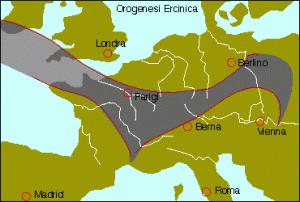 Orogenesi Ercinica
Londra
Berlino
Parigi
Berna
Vienna
Madrid
Roma